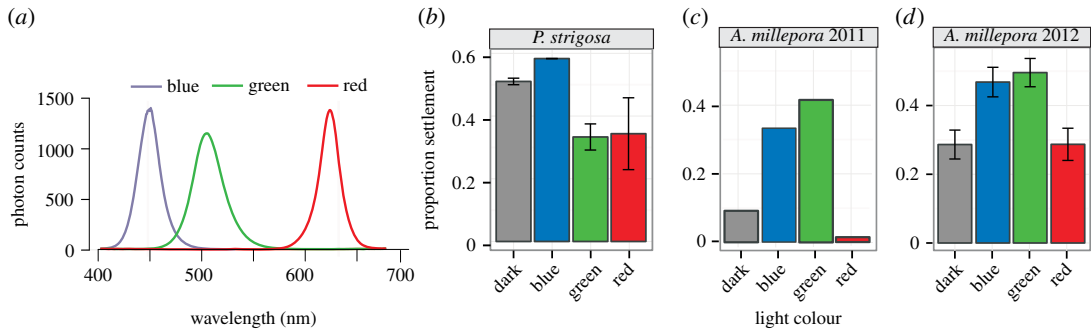 (a)
blue green red
1500
1000
500
0
photon counts
400 500 600 700
wavelength (nm)
(b)
P. strigosa
0.6
0.4
0.2
0
proportion settlement
dark blue green red
(c)
A. millepora 2011
0.4
0.2
0
dark blue green red
light colour
(d)
A. millepora 2012
0.4
0.2
0
dark blue green red